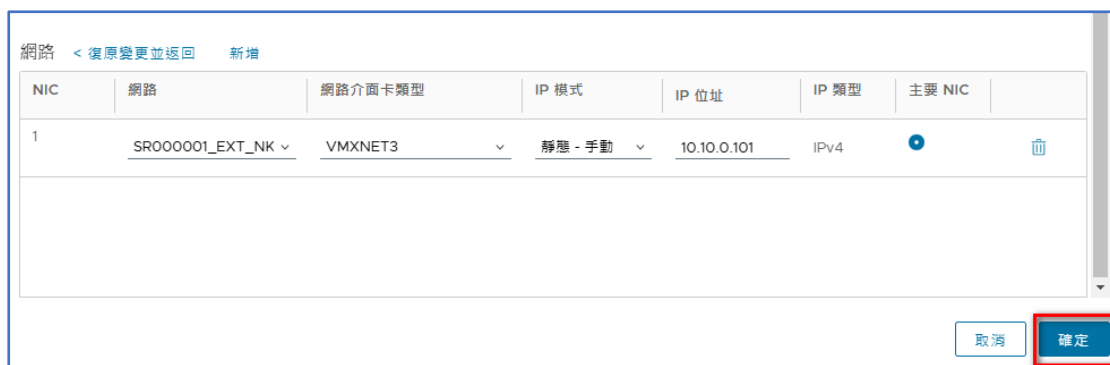 網路 < 復原變更並返回 新增
NIC 網路 網路介面卡類型 IP 模式 IP 位址 IP 類型 主要 NIC
1 SR000001_EXT_NK VMXNET3 靜態 - 手動 10.10.0.101 IPv4
取消 確定